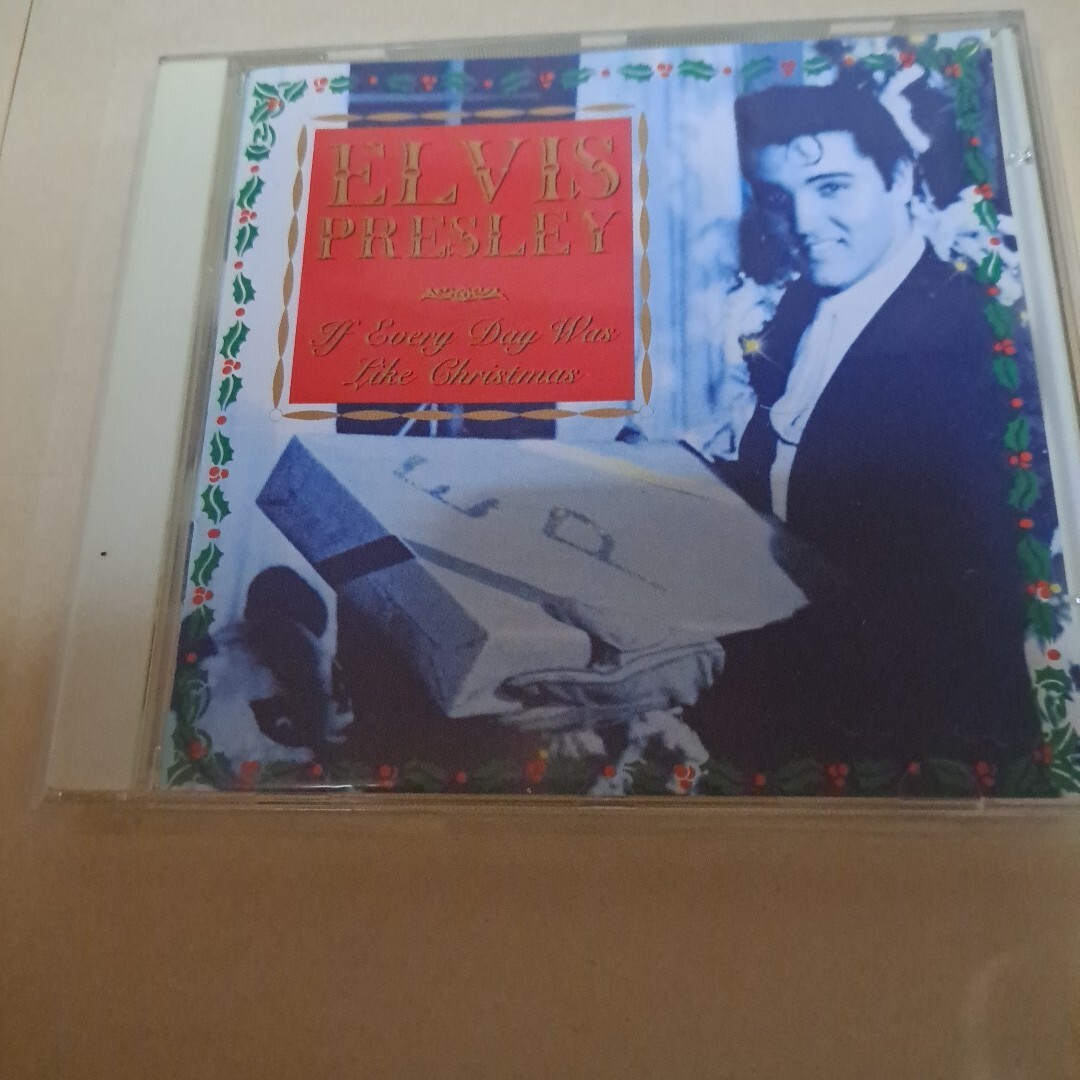 ELVIS
PRESLEY
If Every Day Was
Like Christmas